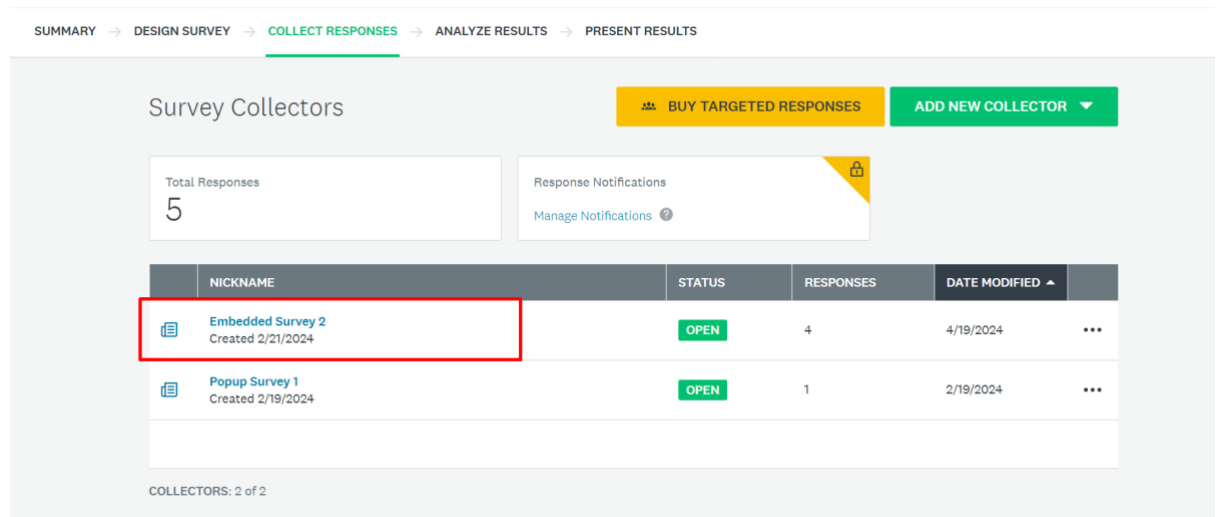 SUMMARY → DESIGN SURVEY → COLLECT RESPONSES → ANALYZE RESULTS → PRESENT RESULTS
Survey Collectors
BUY TARGETED RESPONSES
ADD NEW COLLECTOR
Total Responses
5
Response Notifications
Manage Notifications ?
NICKNAME STATUS RESPONSES DATE MODIFIED
Embedded Survey 2 OPEN 4 4/19/2024 •••
Created 2/21/2024
Popup Survey 1 OPEN 1 2/19/2024 •••
Created 2/19/2024
COLLECTORS: 2 of 2